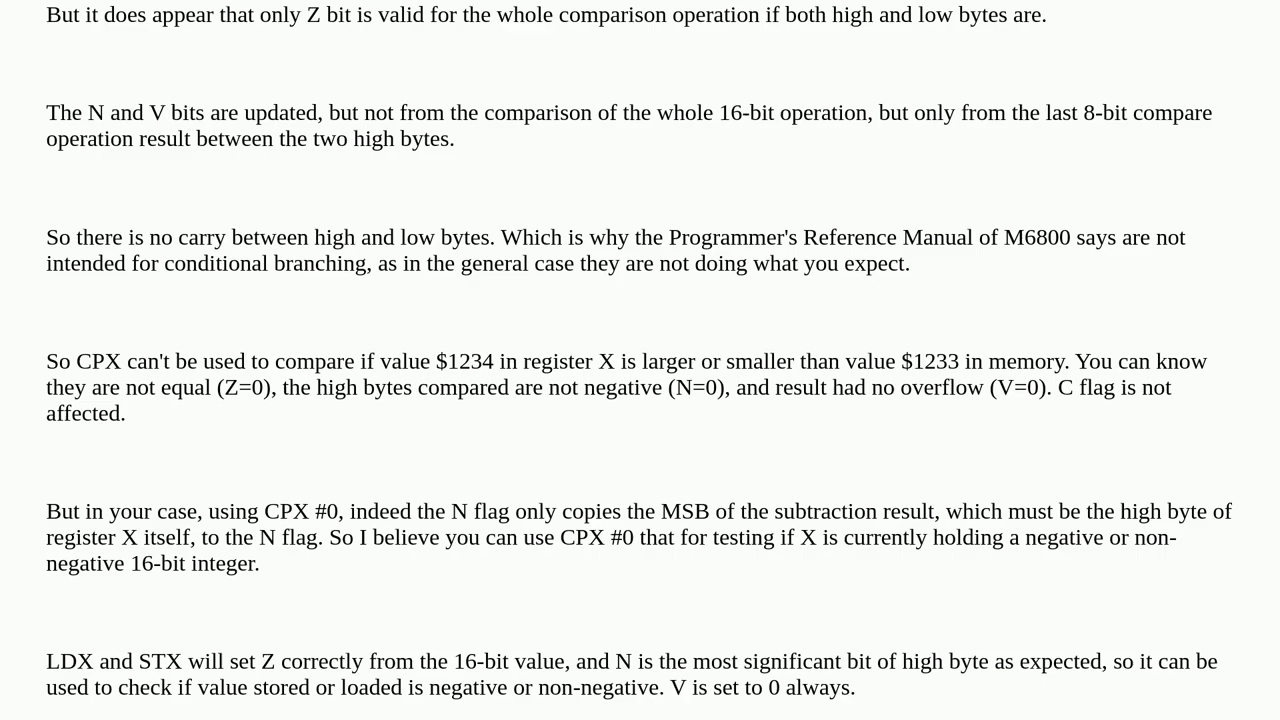 But it does appear that only Z bit is valid for the whole comparison operation if both high and low bytes are.
The N and V bits are updated, but not from the comparison of the whole 16-bit operation, but only from the last 8-bit compare
operation result between the two high bytes.
So there is no carry between high and low bytes. Which is why the Programmer's Reference Manual of M6800 says are not
intended for conditional branching, as in the general case they are not doing what you expect.
So CPX can't be used to compare if value $1234 in register X is larger or smaller than value $1233 in memory. You can know
they are not equal (Z=0), the high bytes compared are not negative (N=0), and result had no overflow (V=0). C flag is not
affected.
But in your case, using CPX #0, indeed the N flag only copies the MSB of the subtraction result, which must be the high byte of
register X itself, to the N flag. So I believe you can use CPX #0 that for testing if X is currently holding a negative or non-
negative 16-bit integer.
LDX and STX will set Z correctly from the 16-bit value, and N is the most significant bit of high byte as expected, so it can be
used to check if value stored or loaded is negative or non-negative. V is set to 0 always.